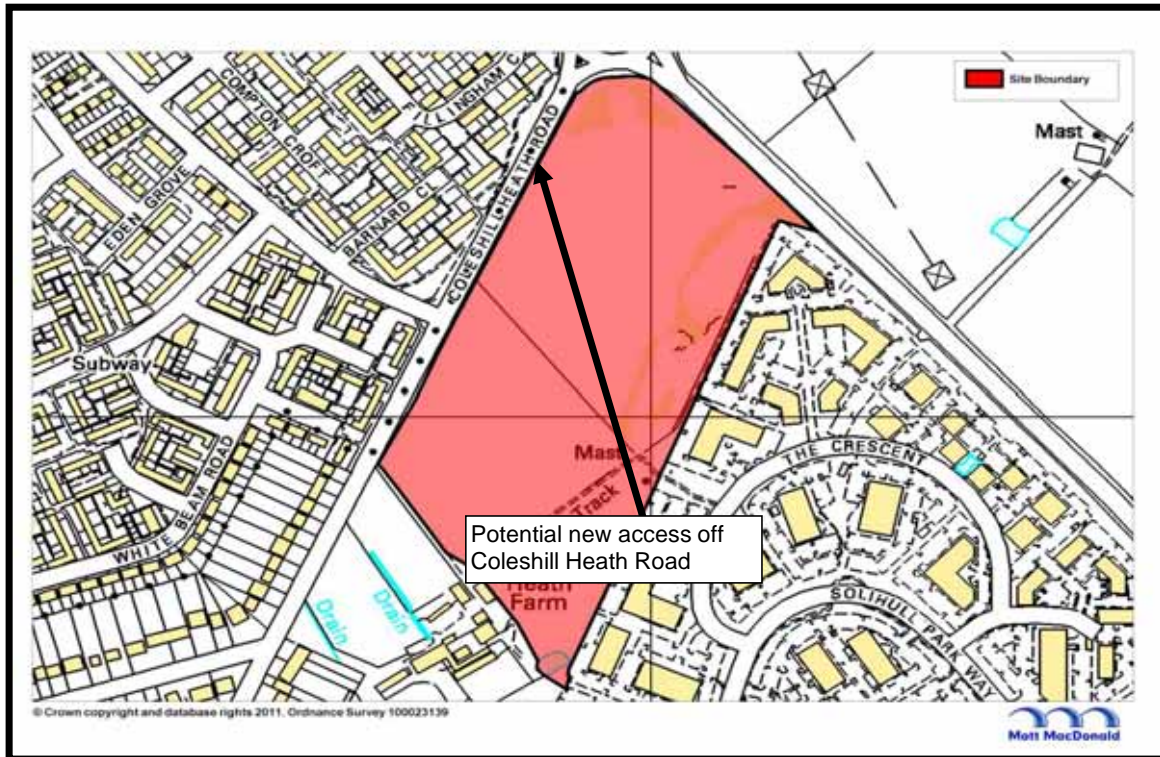 Site Boundary
Mast
COMPTON CROFT
FILLINGHAM C
EDEN GROVE
BARNARD C
COLESHILL HEATH ROAD
Subway
WHITE BEAM ROAD
Mast
Track
THE CRESCENT
Potential new access off
Coleshill Heath Road
Heath
Farm
Drain
Drain
SOLIHULL PARK WAY
© Crown copyright and database rights 2011. Ordnance Survey 100023139
Mott MacDonald